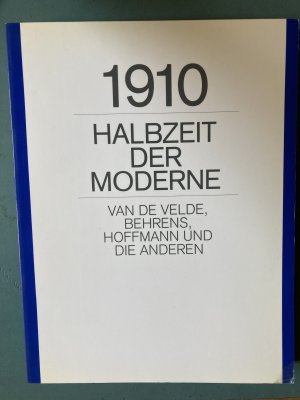 1910
HALBZEIT
DER
MODERNE
VAN DE VELDE,
BEHRENS,
HOFFMANN UND
DIE ANDEREN